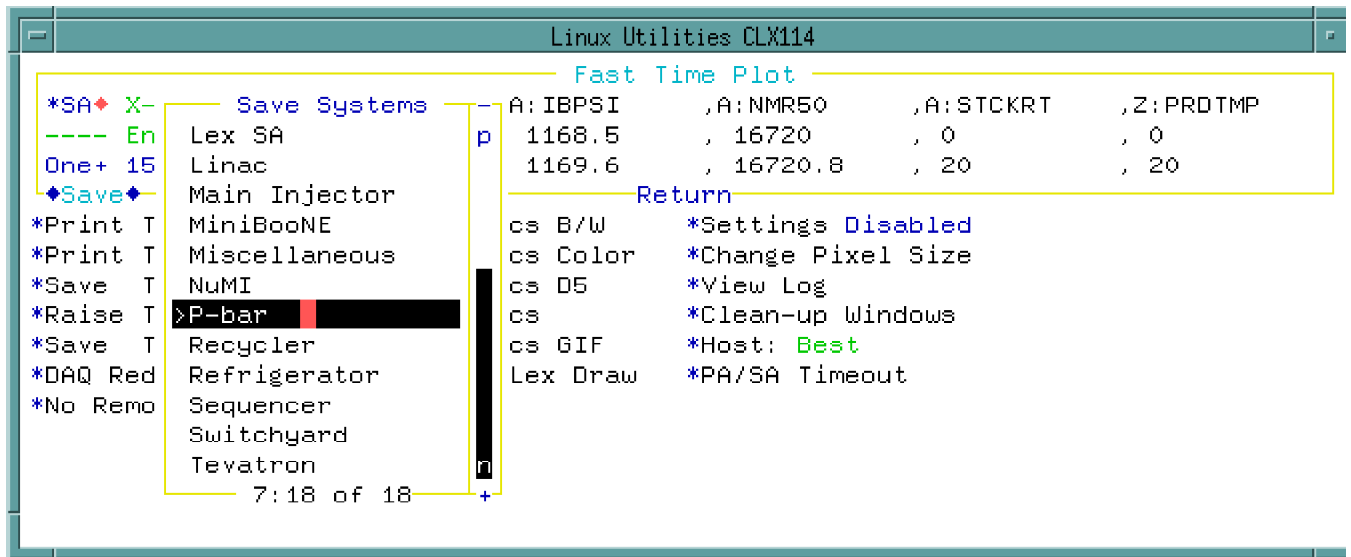 Linux Utilities CLX114
Fast Time Plot
*SA◆ X- Save Systems - A:IBPSI ,A:NMR50 ,A:STCKRT ,Z:PRDTMP
---- En Lex SA p 1168.5 , 16720 , 0 , 0
One+ 15 Linac 1169.6 , 16720.8 , 20 , 20
◆Save◆ Main Injector Return
*Print T MiniBooNE cs B/W *Settings Disabled
*Print T Miscellaneous cs Color *Change Pixel Size
*Save T NuMI cs D5 *View Log
*Raise T >P-bar cs *Clean-up Windows
*Save T Recycler cs GIF *Host: Best
*DAQ Red Refrigerator Lex Draw *PA/SA Timeout
*No Remo Sequencer
Switchyard
Tevatron n
7:18 of 18 +